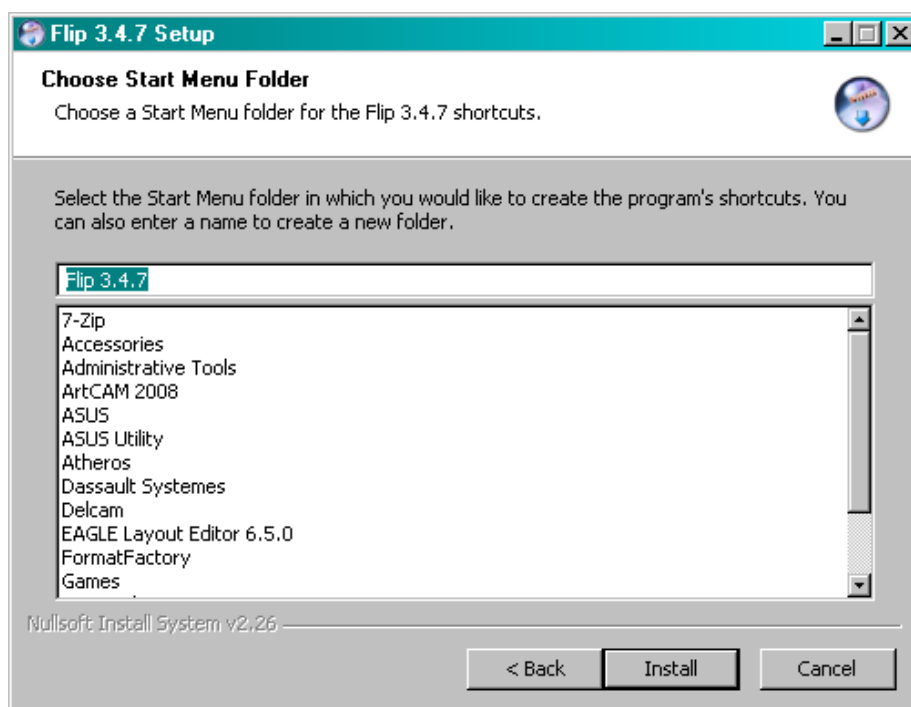 Flip 3.4.7 Setup
Choose Start Menu Folder
Choose a Start Menu folder for the Flip 3.4.7 shortcuts.
Select the Start Menu folder in which you would like to create the program's shortcuts. You
can also enter a name to create a new folder.
Flip 3.4.7
7-Zip
Accessories
Administrative Tools
ArtCAM 2008
ASUS
ASUS Utility
Atheros
Dassault Systemes
Delcam
EAGLE Layout Editor 6.5.0
FormatFactory
Games
Nullsoft Install System v2.26
< Back
Install
Cancel